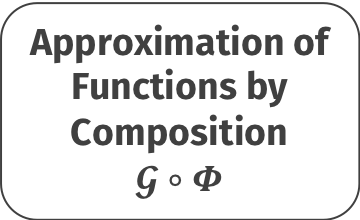 Approximation of
Functions by
Composition
𝒢 ∘ Φ